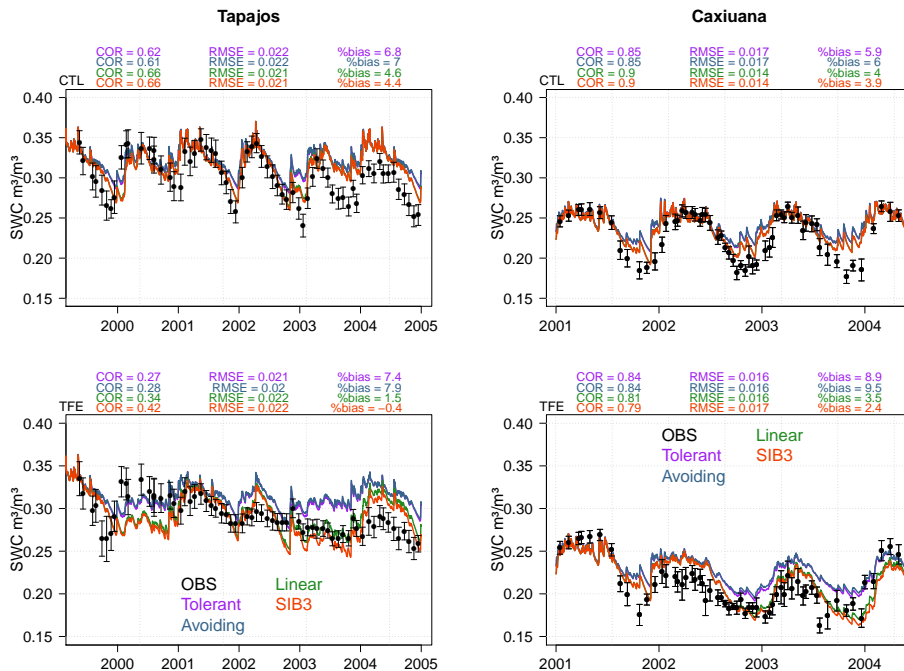 Tapajos
Caxiuana
COR = 0.62 RMSE = 0.022 %bias = 6.8
COR = 0.61 RMSE = 0.022 %bias = 7
COR = 0.66 RMSE = 0.021 %bias = 4.6
CTL COR = 0.66 RMSE = 0.021 %bias = 4.4
0.40
0.35
0.30
0.25
0.20
0.15
SWC m³/m³
2000 2001 2002 2003 2004 2005
COR = 0.85 RMSE = 0.017 %bias = 5.9
COR = 0.85 RMSE = 0.017 %bias = 6
COR = 0.9 RMSE = 0.014 %bias = 4
CTL COR = 0.9 RMSE = 0.014 %bias = 3.9
0.40
0.35
0.30
0.25
0.20
0.15
SWC m³/m³
2001 2002 2003 2004
COR = 0.27 RMSE = 0.021 %bias = 7.4
COR = 0.28 RMSE = 0.02 %bias = 7.9
COR = 0.34 RMSE = 0.022 %bias = 1.5
TFE COR = 0.42 RMSE = 0.022 %bias = −0.4
0.40
0.35
0.30
0.25
0.20
0.15
SWC m³/m³
OBS Linear
Tolerant SIB3
Avoiding
2000 2001 2002 2003 2004 2005
COR = 0.84 RMSE = 0.016 %bias = 8.9
COR = 0.84 RMSE = 0.016 %bias = 9.5
COR = 0.81 RMSE = 0.016 %bias = 3.5
TFE COR = 0.79 RMSE = 0.017 %bias = 2.4
0.40
0.35
0.30
0.25
0.20
0.15
SWC m³/m³
OBS Linear
Tolerant SIB3
Avoiding
2001 2002 2003 2004